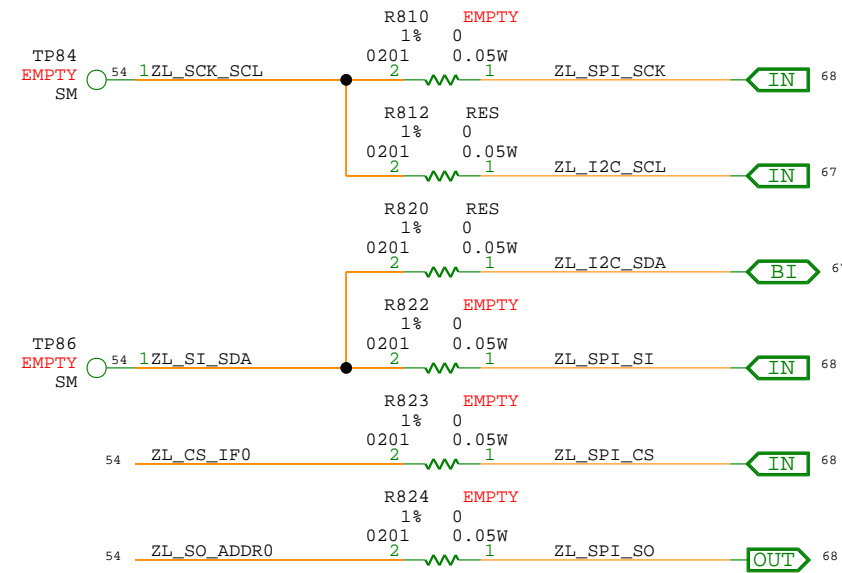 R810 EMPTY
1% 0
0201 0.05W
TP84
EMPTY
SM
54 1 ZL_SCK_SCL 2 1 ZL_SPI_SCK IN 68
R812 RES
1% 0
0201 0.05W
2 1 ZL_I2C_SCL IN 67
R820 RES
1% 0
0201 0.05W
2 1 ZL_I2C_SDA BI
R822 EMPTY
1% 0
0201 0.05W
TP86
EMPTY
SM
54 1 ZL_SI_SDA 2 1 ZL_SPI_SI IN 68
R823 EMPTY
1% 0
0201 0.05W
54 ZL_CS_IF0 2 1 ZL_SPI_CS IN 68
R824 EMPTY
1% 0
0201 0.05W
54 ZL_SO_ADDR0 2 1 ZL_SPI_SO OUT 68